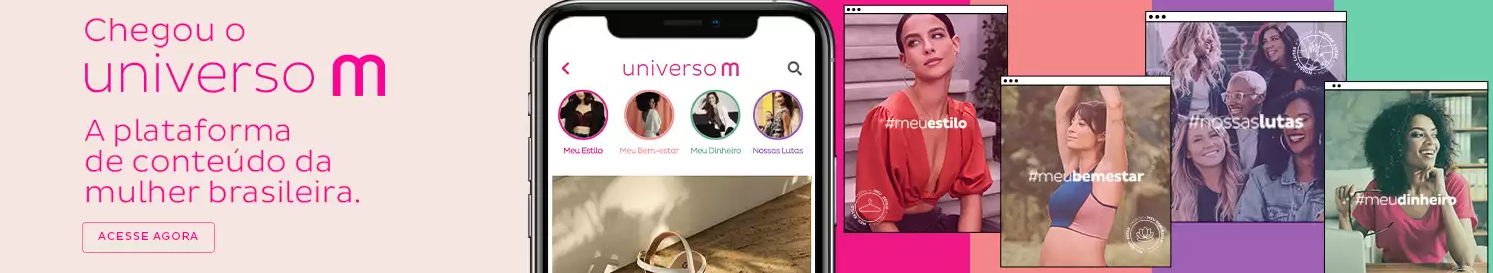 Chegou o
universo m
A plataforma
de conteúdo da
mulher brasileira.
ACESSE AGORA
universo m
Meu Estilo
Meu Bem-estar
Meu Dinheiro
Nossas Lutas
#meuestilo
#meubemestar
#nossaslutas
#meudinheiro